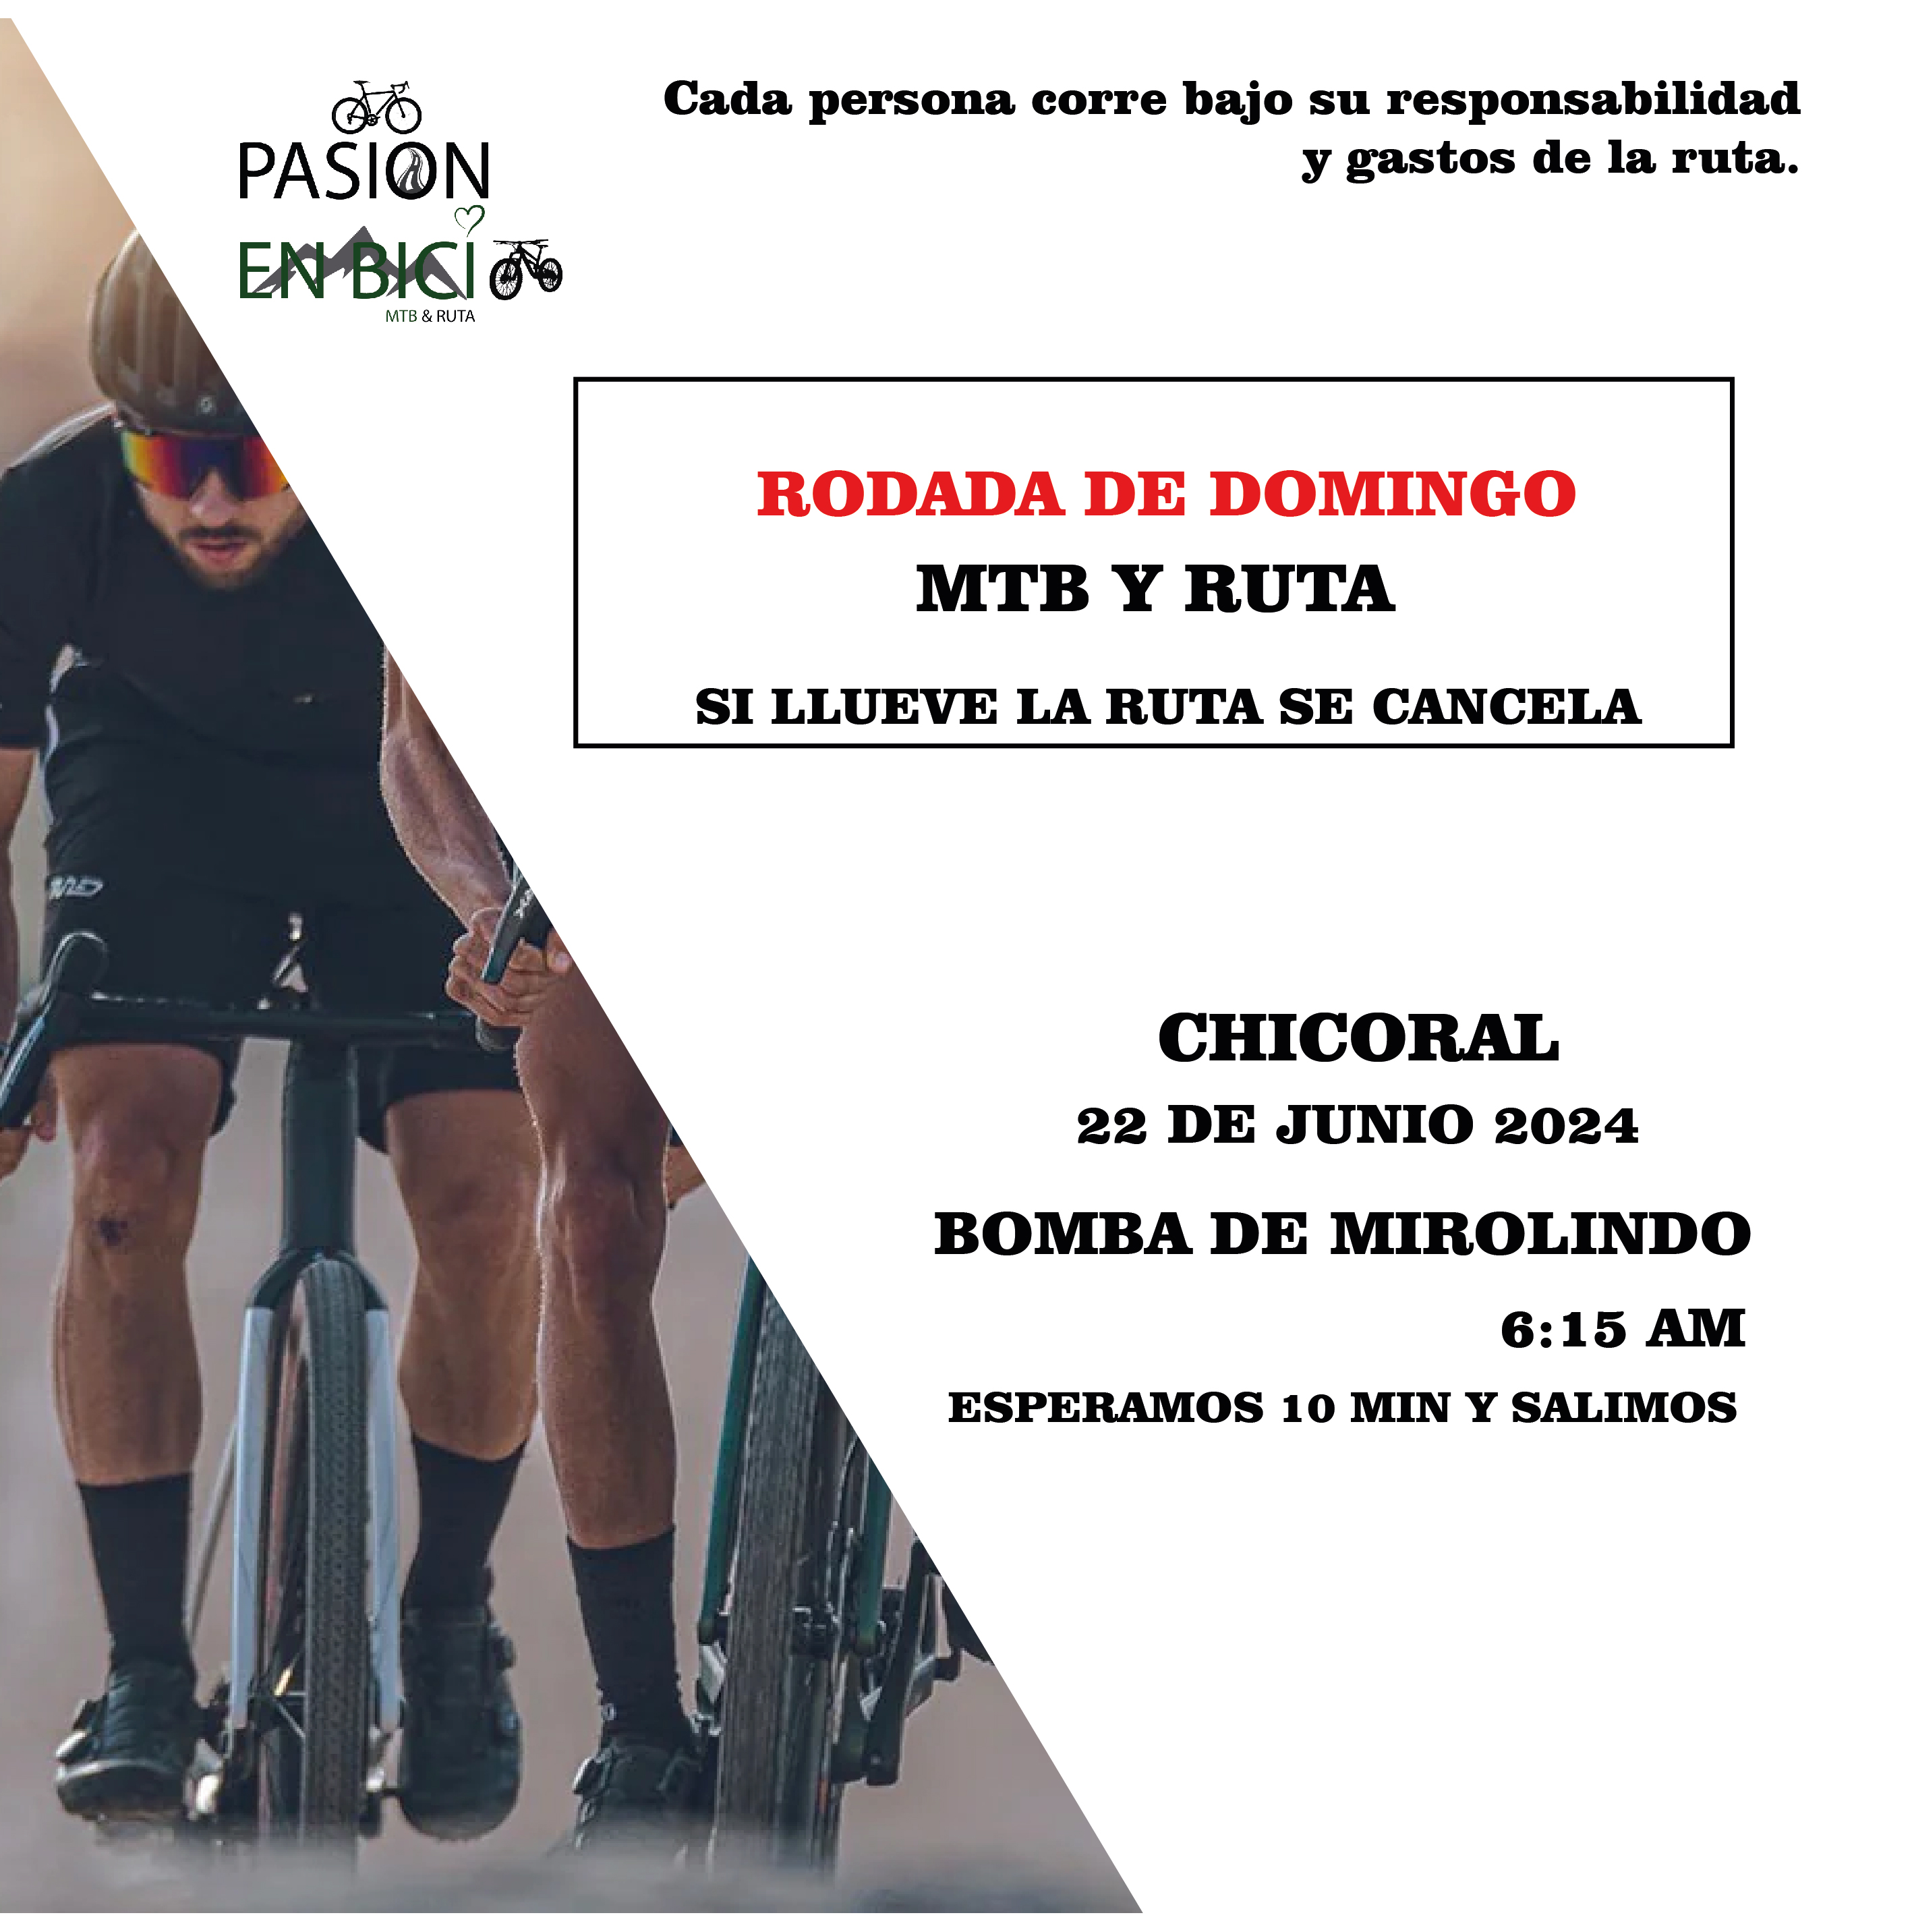 Cada persona corre bajo su responsabilidad
y gastos de la ruta.
PASION
EN BICI
MTB & RUTA
RODADA DE DOMINGO
MTB Y RUTA
SI LLUEVE LA RUTA SE CANCELA
CHICORAL
22 DE JUNIO 2024
BOMBA DE MIROLINDO
6:15 AM
ESPERAMOS 10 MIN Y SALIMOS